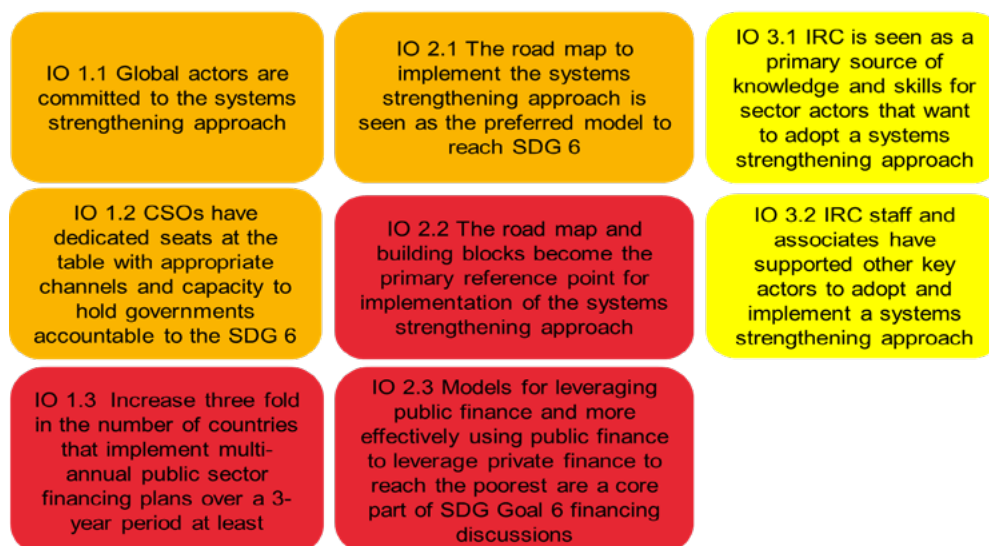 IO 1.1 Global actors are
committed to the systems
strengthening approach
IO 2.1 The road map to
implement the systems
strengthening approach is
seen as the preferred model to
reach SDG 6
IO 3.1 IRC is seen as a
primary source of
knowledge and skills for
sector actors that want
to adopt a systems
strengthening approach
IO 1.2 CSOs have
dedicated seats at the
table with appropriate
channels and capacity to
hold governments
accountable to the SDG 6
IO 2.2 The road map and
building blocks become the
primary reference point for
implementation of the systems
strengthening approach
IO 3.2 IRC staff and
associates have
supported other key
actors to adopt and
implement a systems
strengthening approach
IO 1.3 Increase three fold
in the number of countries
that implement multi-
annual public sector
financing plans over a 3-
year period at least
IO 2.3 Models for leveraging
public finance and more
effectively using public finance
to leverage private finance to
reach the poorest are a core
part of SDG Goal 6 financing
discussions